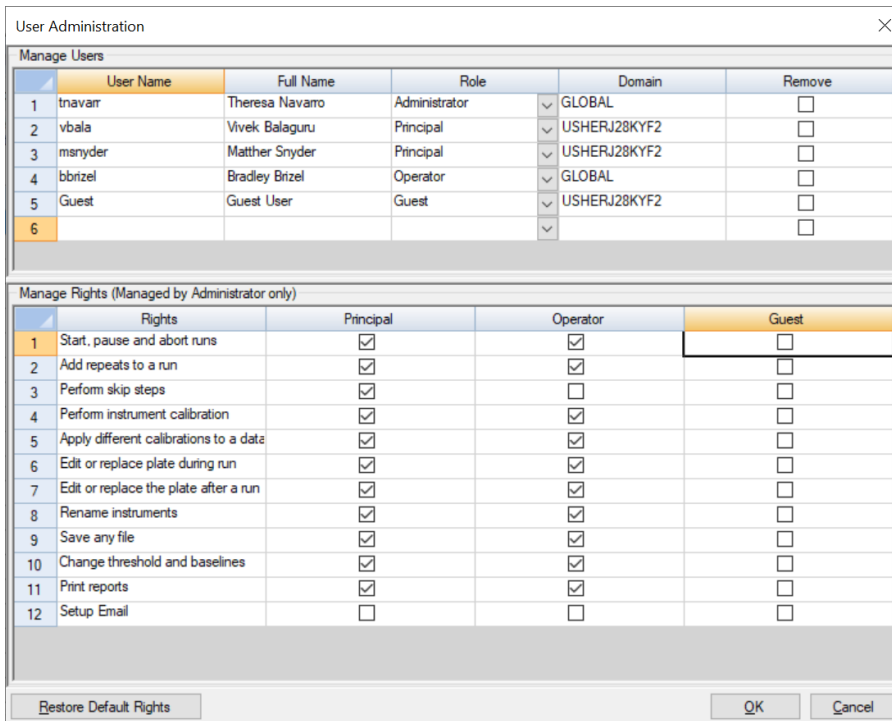 User Administration
Manage Users
User Name Full Name Role Domain Remove
1 tnavarr Theresa Navarro Administrator GLOBAL
2 vbala Vivek Balaguru Principal USHERJ28KYF2
3 msnyder Matther Snyder Principal USHERJ28KYF2
4 bbrizel Bradley Brizel Operator GLOBAL
5 Guest Guest User Guest USHERJ28KYF2
6
Manage Rights (Managed by Administrator only)
Rights Principal Operator Guest
1 Start, pause and abort runs
2 Add repeats to a run
3 Perform skip steps
4 Perform instrument calibration
5 Apply different calibrations to a data
6 Edit or replace plate during run
7 Edit or replace the plate after a run
8 Rename instruments
9 Save any file
10 Change threshold and baselines
11 Print reports
12 Setup Email
Restore Default Rights OK Cancel